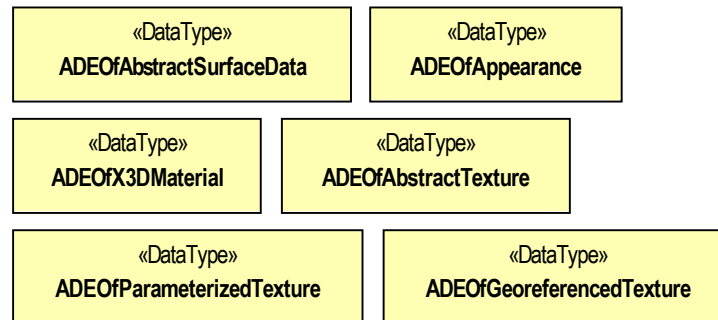 «DataType»
ADEOfAbstractSurfaceData
«DataType»
ADEOfAppearance
«DataType»
ADEOfX3DMaterial
«DataType»
ADEOfAbstractTexture
«DataType»
ADEOfParameterizedTexture
«DataType»
ADEOfGeoreferencedTexture